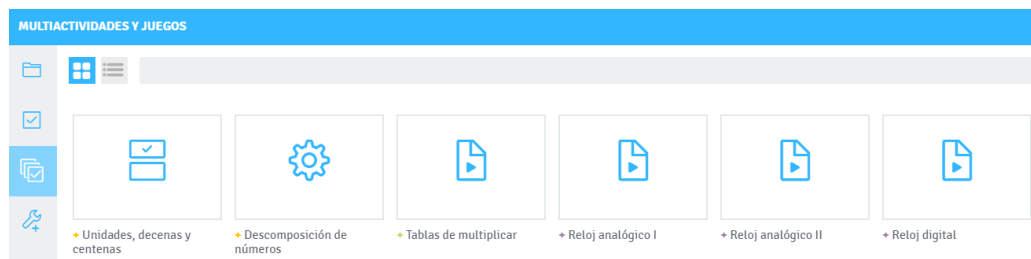 MULTIACTIVIDADES Y JUEGOS
+ Unidades, decenas y
centenas
+ Descomposición de
números
+ Tablas de multiplicar
+ Reloj analógico I
+ Reloj analógico II
+ Reloj digital